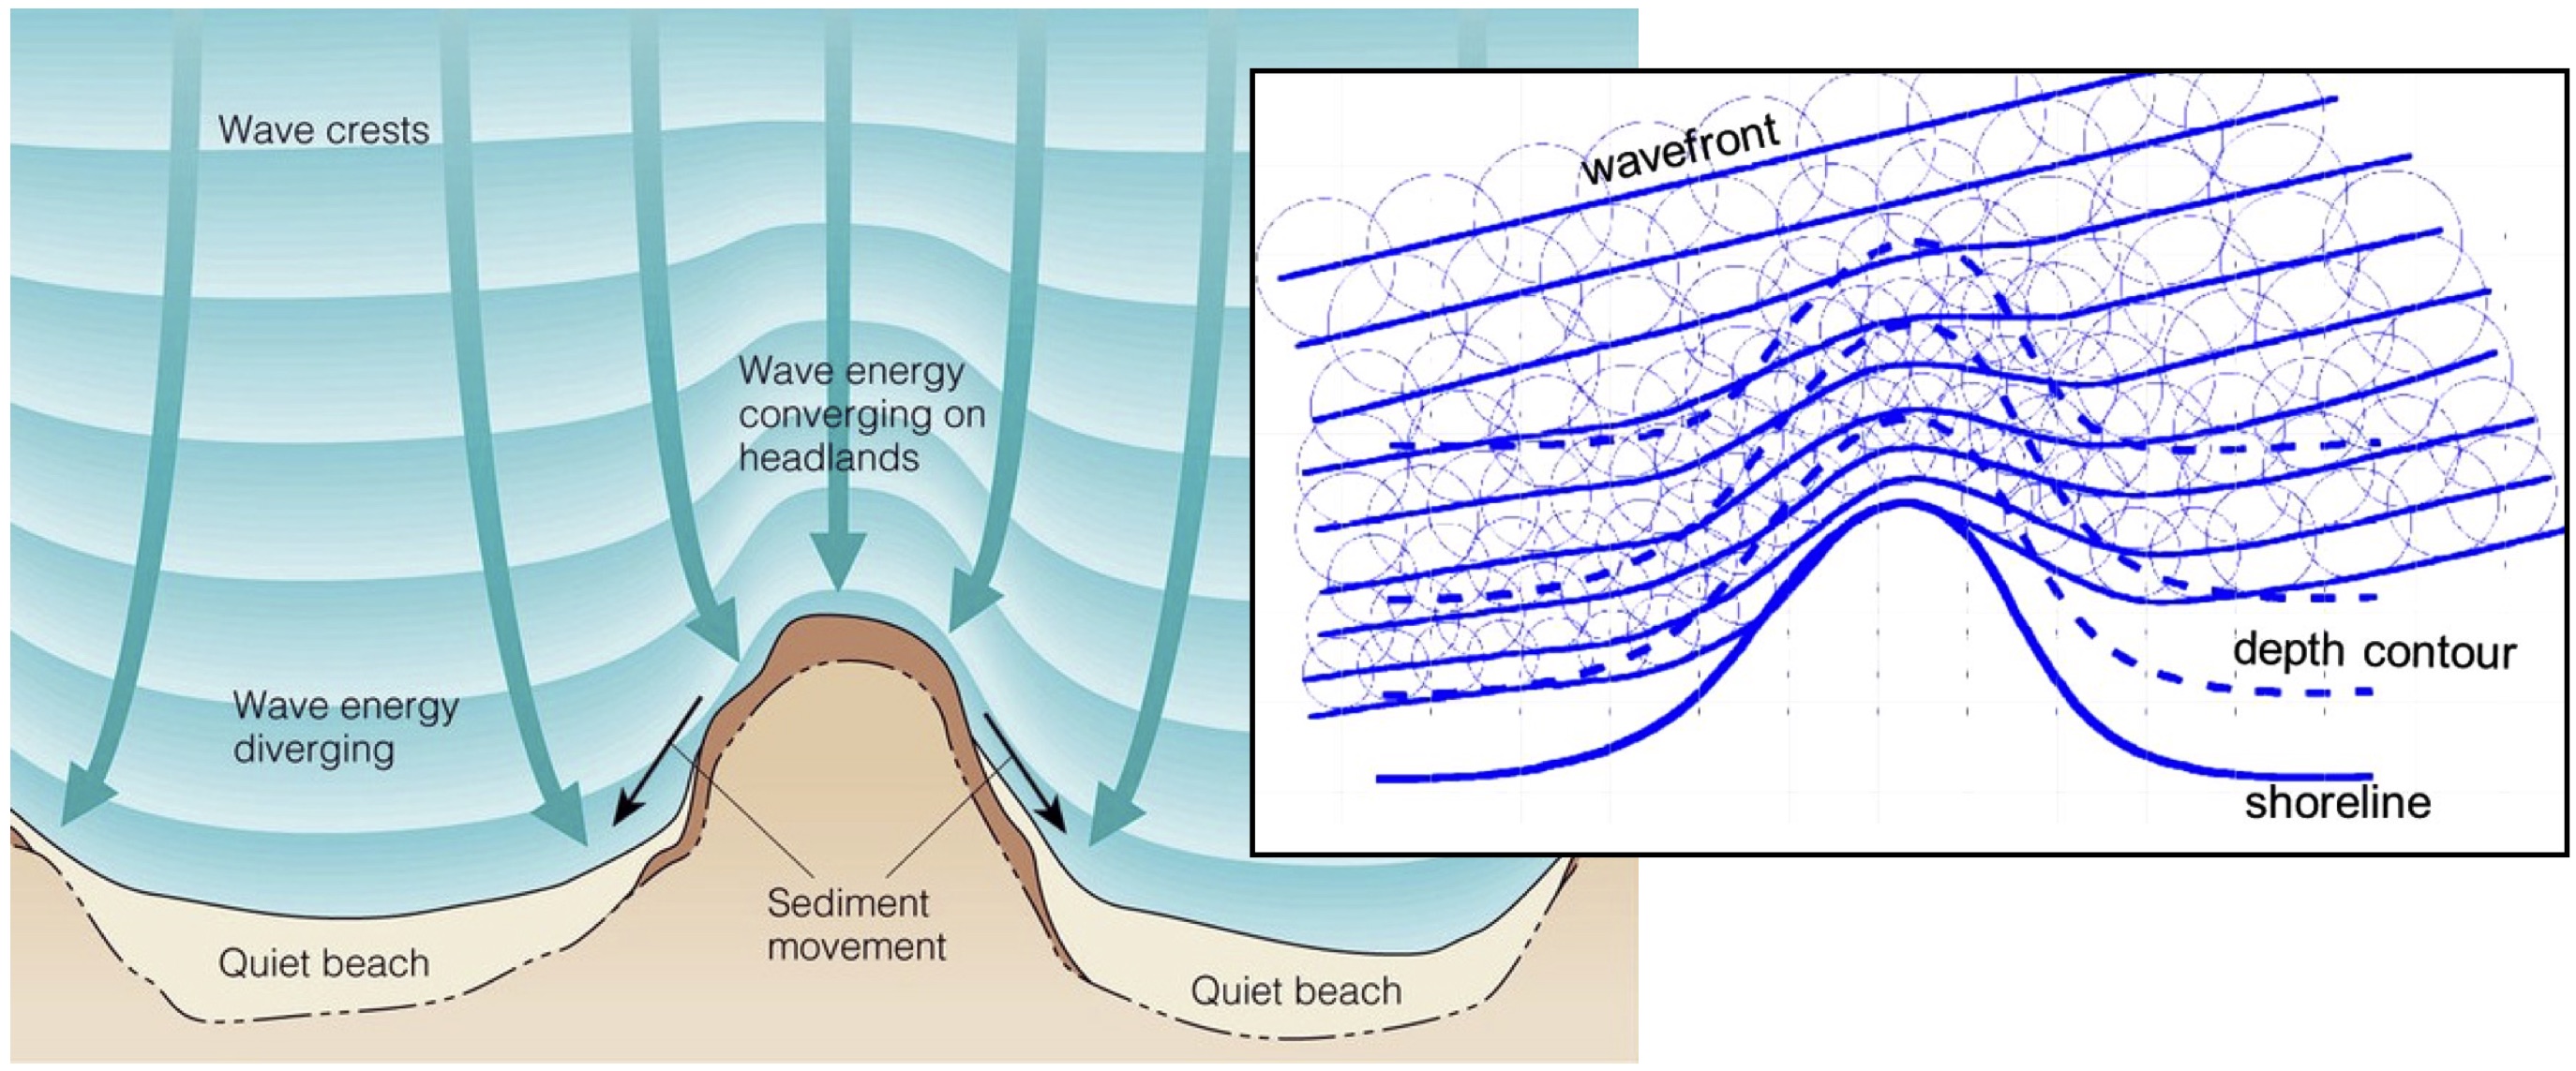 Wave crests
Wave energy
converging on
headlands
Wave energy
diverging
Sediment
movement
Quiet beach
Quiet beach
wavefront
depth contour
shoreline